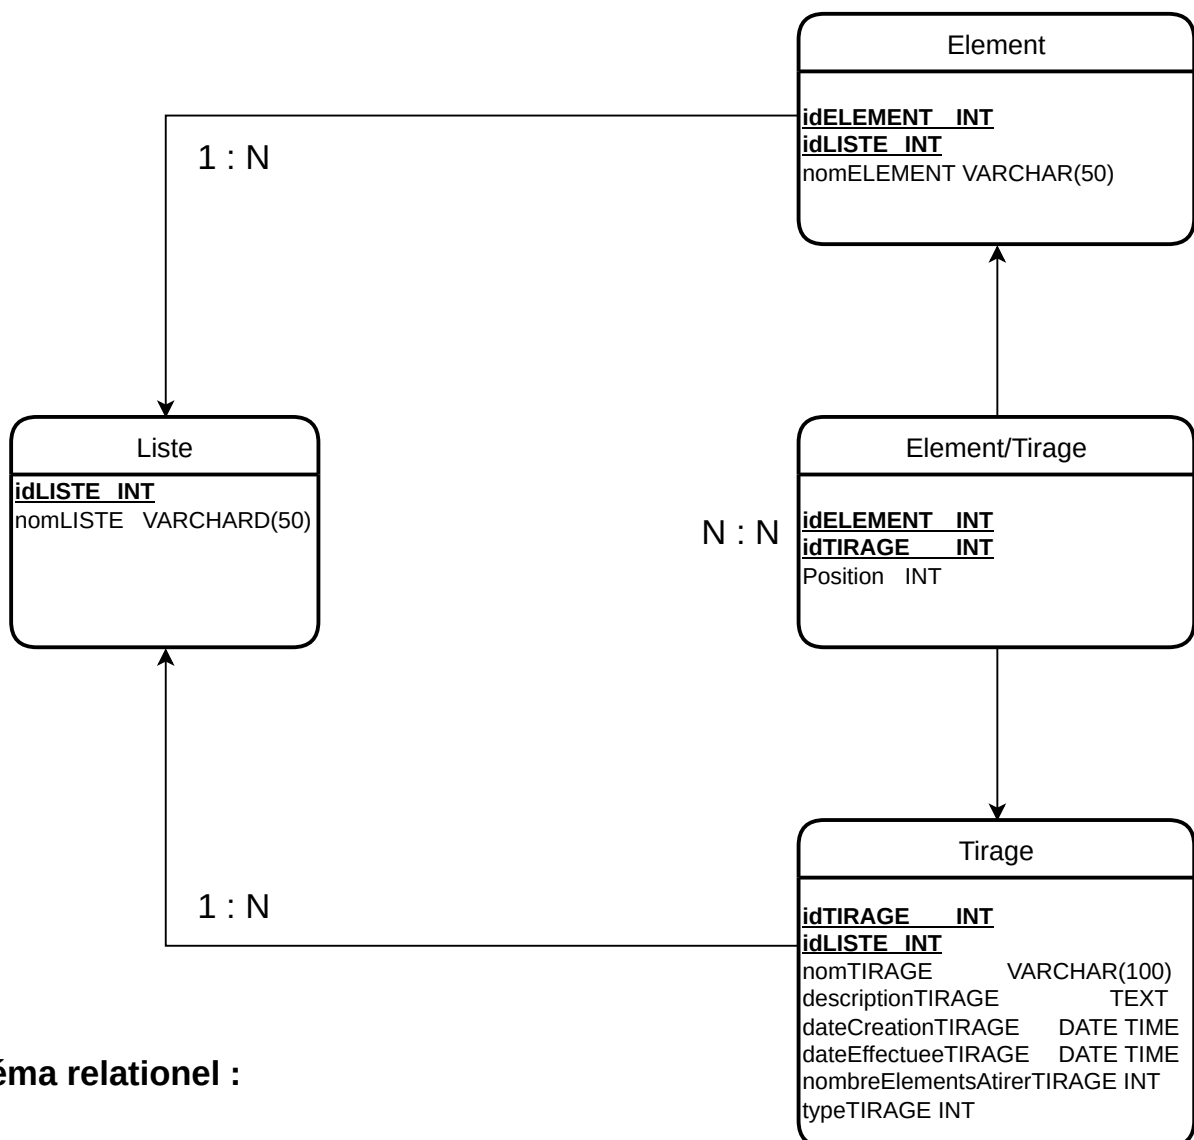 Element
idELEMENT INT
idLISTE INT
nomELEMENT VARCHAR(50)
1 : N
Liste
idLISTE INT
nomLISTE VARCHARD(50)
Element/Tirage
N : N
idELEMENT INT
idTIRAGE INT
Position INT
1 : N
Tirage
idTIRAGE INT
idLISTE INT
nomTIRAGE VARCHAR(100)
descriptionTIRAGE TEXT
dateCreationTIRAGE DATE TIME
dateEffectueeTIRAGE DATE TIME
nombreElementsAtirerTIRAGE INT
typeTIRAGE INT
éma relationel :